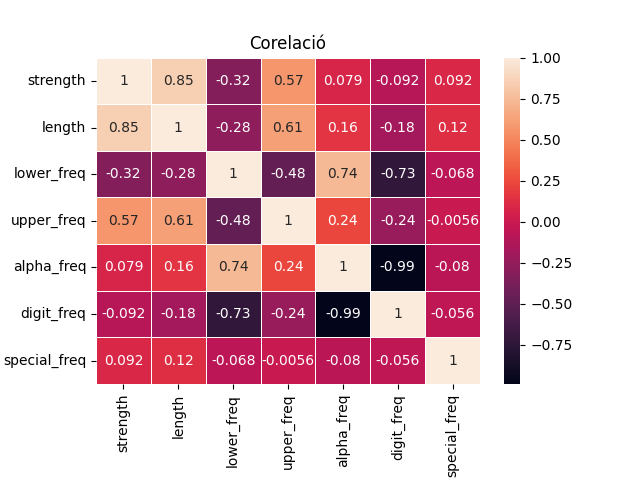 Corelació
strength 1 0.85 -0.32 0.57 0.079 -0.092 0.092
length 0.85 1 -0.28 0.61 0.16 -0.18 0.12
lower_freq -0.32 -0.28 1 -0.48 0.74 -0.73 -0.068
upper_freq 0.57 0.61 -0.48 1 0.24 -0.24 -0.0056
alpha_freq 0.079 0.16 0.74 0.24 1 -0.99 -0.08
digit_freq -0.092 -0.18 -0.73 -0.24 -0.99 1 -0.056
special_freq 0.092 0.12 -0.068 -0.0056 -0.08 -0.056 1
strength length lower_freq upper_freq alpha_freq digit_freq special_freq
1.00
0.75
0.50
0.25
0.00
−0.25
−0.50
−0.75